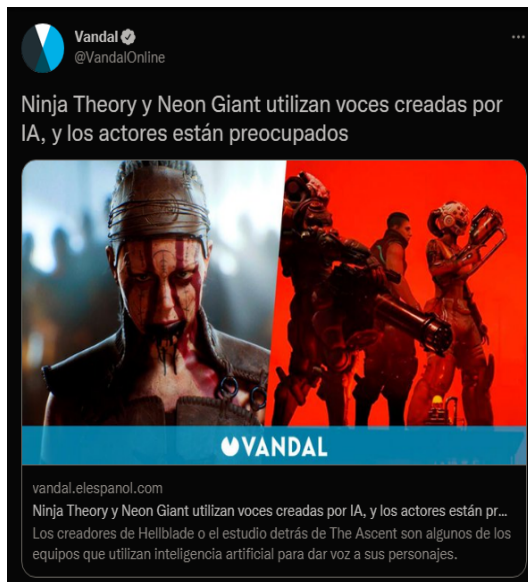 Vandal
@VandalOnline
Ninja Theory y Neon Giant utilizan voces creadas por
IA, y los actores están preocupados
VANDAL
vandal.elespanol.com
Ninja Theory y Neon Giant utilizan voces creadas por IA, y los actores están pr...
Los creadores de Hellblade o el estudio detrás de The Ascent son algunos de los
equipos que utilizan inteligencia artificial para dar voz a sus personajes.